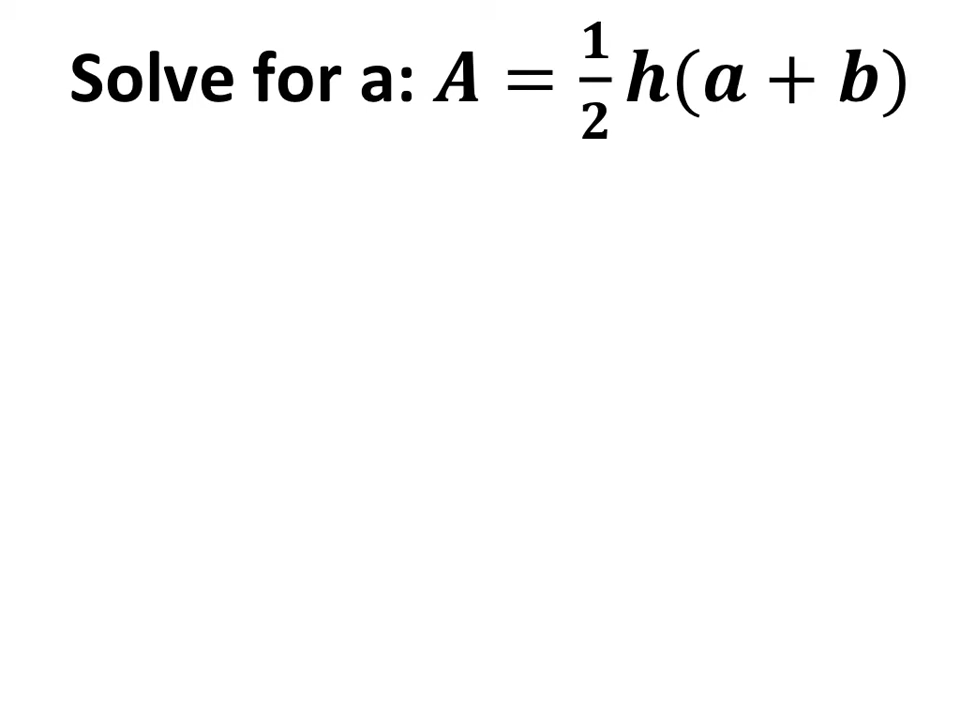 Solve for a: A = 1/2 h(a + b)